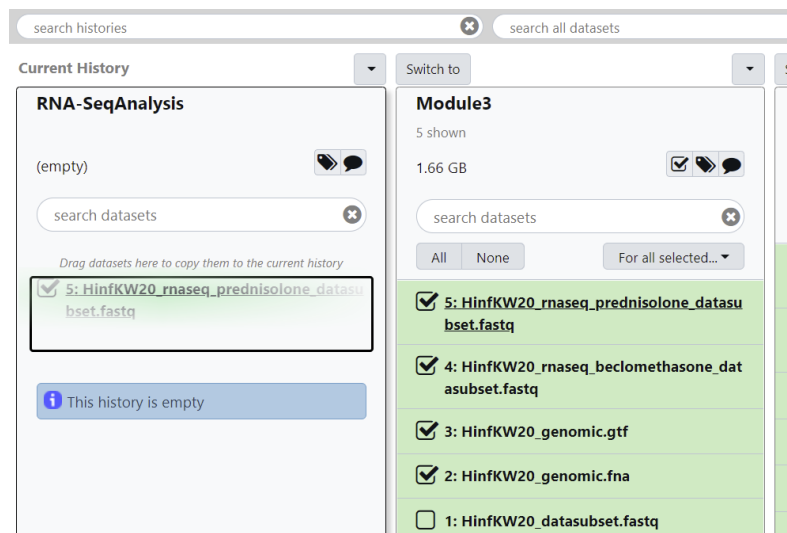 search histories
search all datasets
Current History
Switch to
RNA-SeqAnalysis
(empty)
search datasets
Drag datasets here to copy them to the current history
5: HinfKW20_rnaseq_prednisolone_datasu
bset.fastq
This history is empty
Module3
5 shown
1.66 GB
search datasets
All
None
For all selected...
5: HinfKW20_rnaseq_prednisolone_datasu
bset.fastq
4: HinfKW20_rnaseq_beclomethasone_dat
asubset.fastq
3: HinfKW20_genomic.gtf
2: HinfKW20_genomic.fna
1: HinfKW20_datasubset.fastq